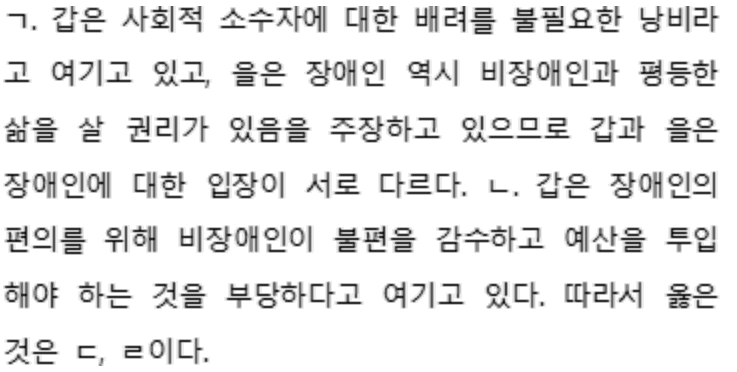 ㄱ. 갑은 사회적 소수자에 대한 배려를 불필요한 낭비라
고 여기고 있고, 을은 장애인 역시 비장애인과 평등한
삶을 살 권리가 있음을 주장하고 있으므로 갑과 을은
장애인에 대한 입장이 서로 다르다. ㄴ. 갑은 장애인의
편의를 위해 비장애인이 불편을 감수하고 예산을 투입
해야 하는 것을 부당하다고 여기고 있다. 따라서 옳은
것은 ㄷ, ㄹ이다.